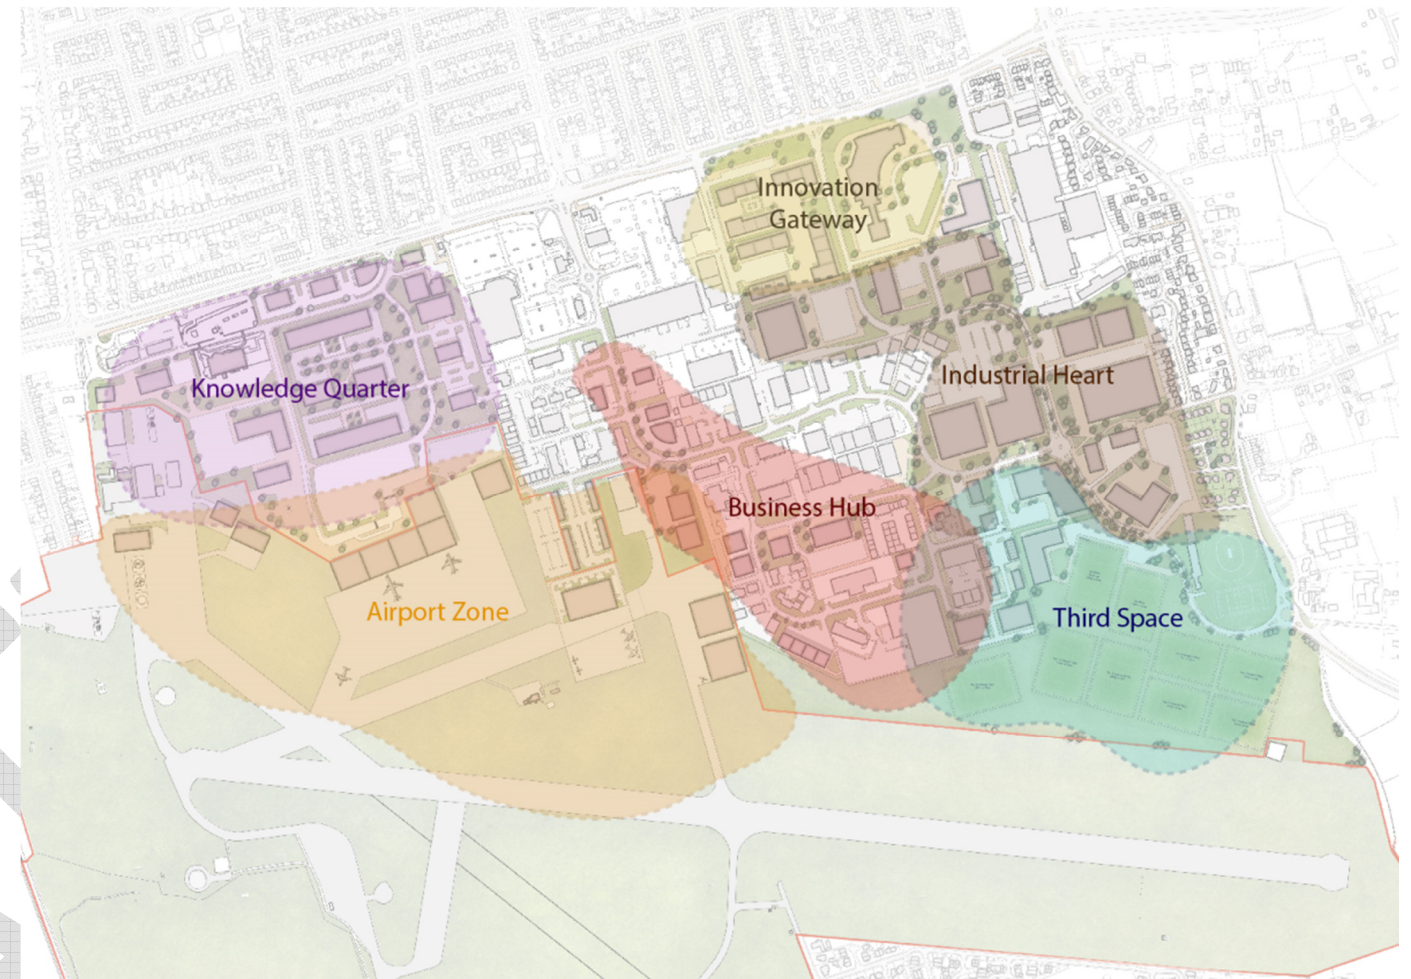 Innovation
Gateway
Knowledge Quarter
Industrial Heart
Business Hub
Airport Zone
Third Space